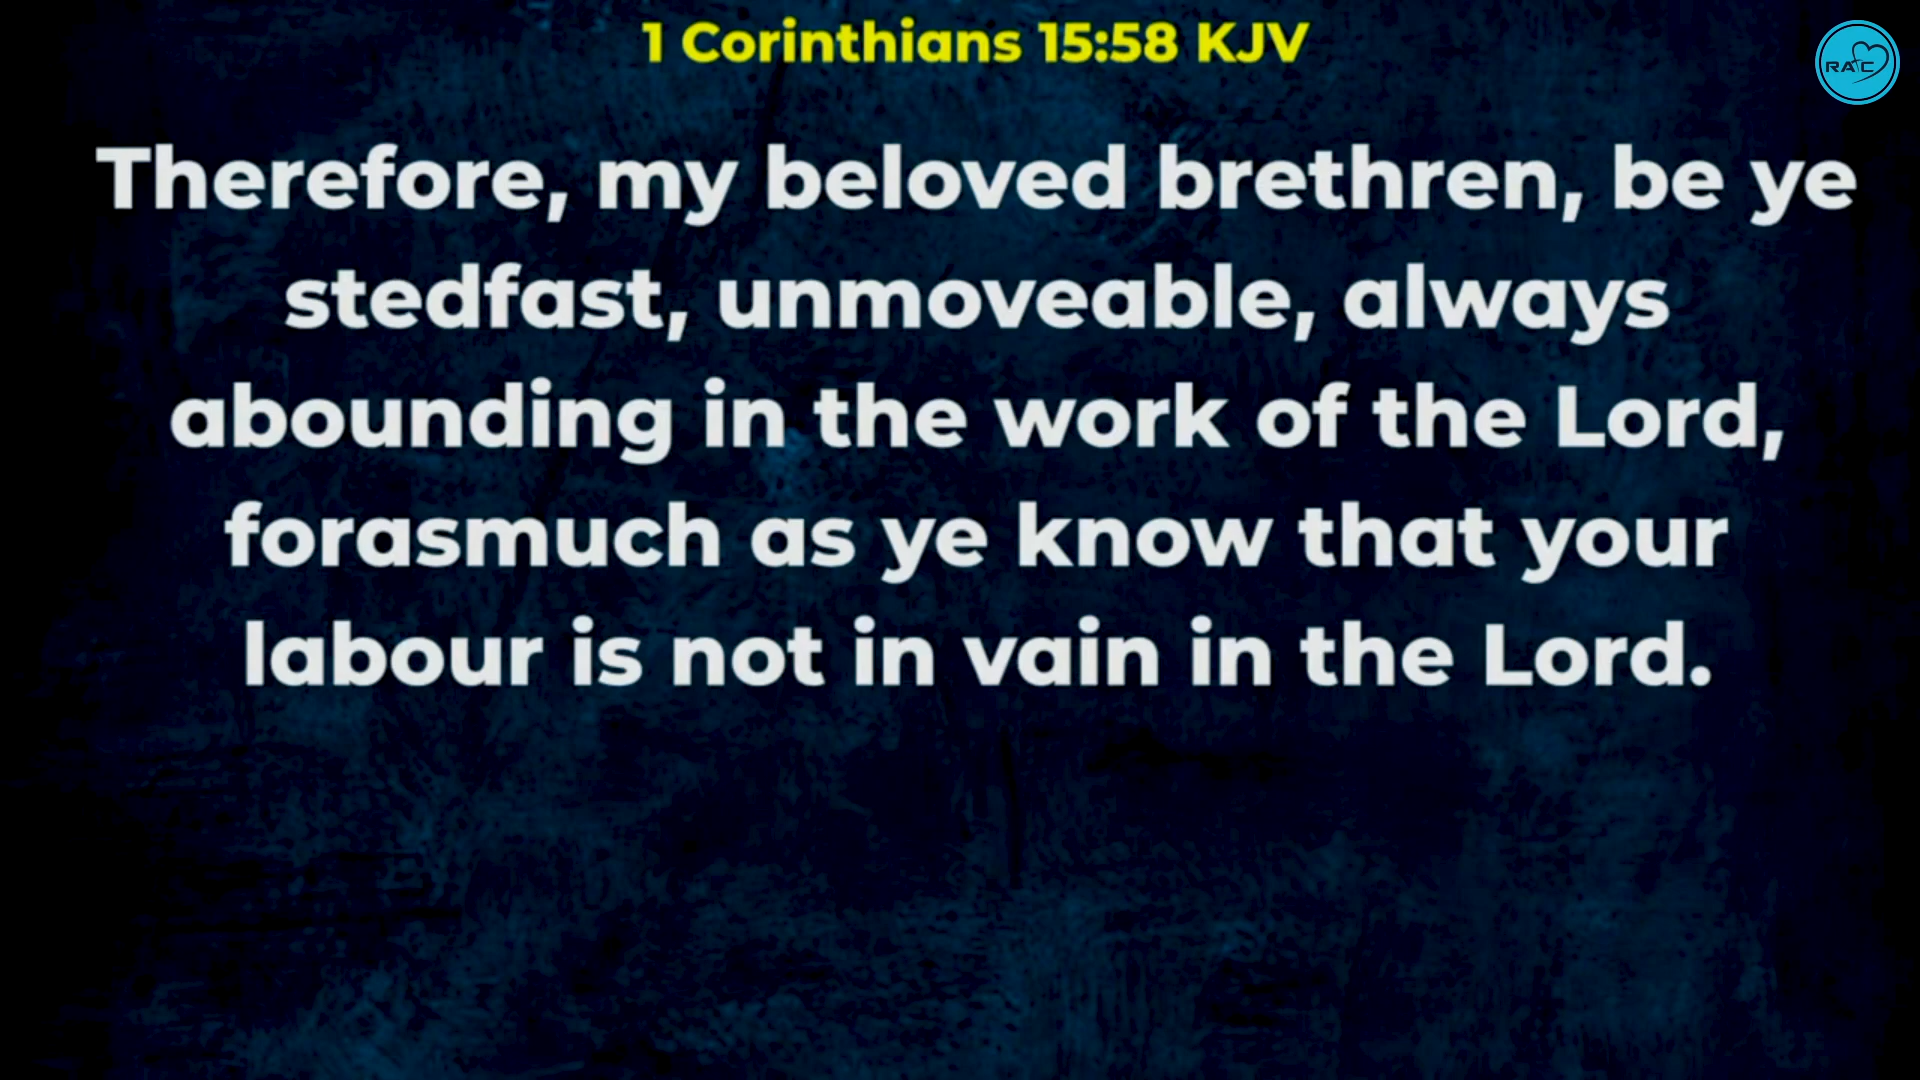 1 Corinthians 15:58 KJV
RAC
Therefore, my beloved brethren, be ye
stedfast, unmoveable, always
abounding in the work of the Lord,
forasmuch as ye know that your
labour is not in vain in the Lord.